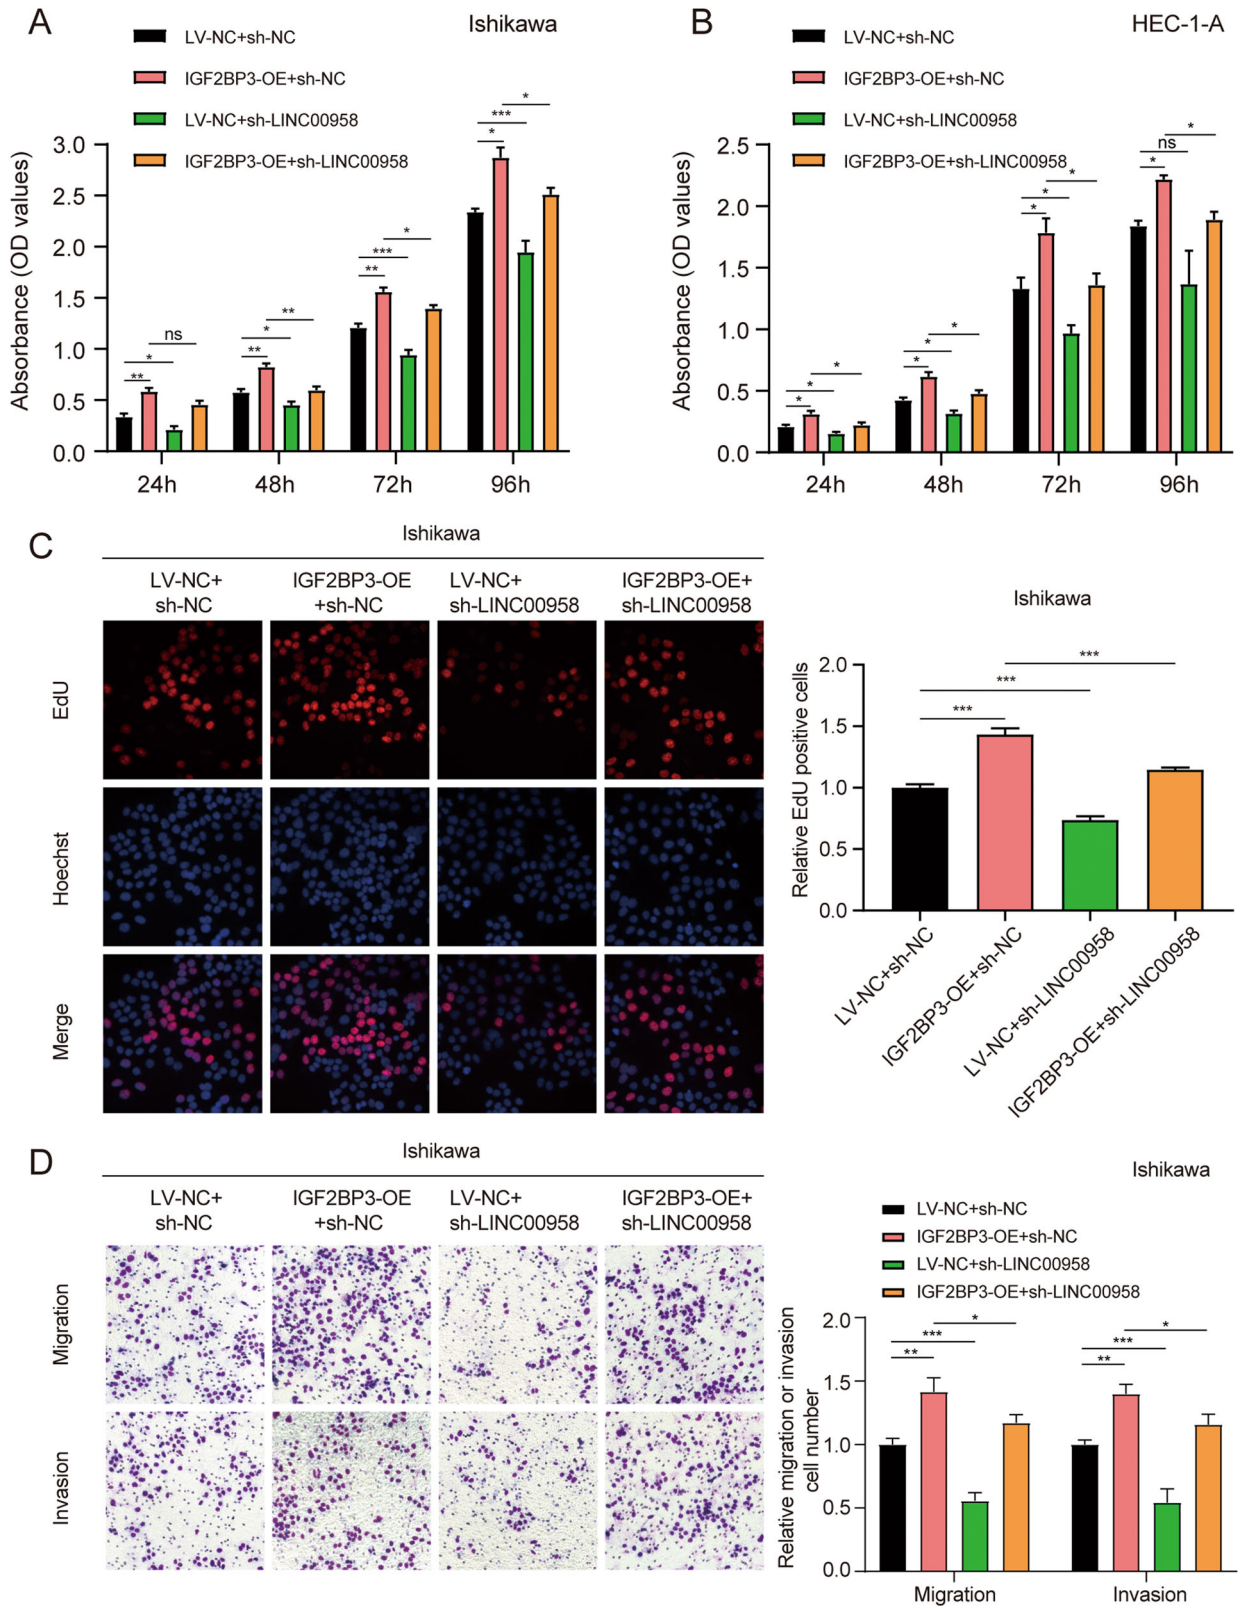 A
Ishikawa
LV-NC+sh-NC
IGF2BP3-OE+sh-NC
LV-NC+sh-LINC00958
IGF2BP3-OE+sh-LINC00958
Absorbance (OD values)
3.0
2.5
2.0
1.5
1.0
0.5
0.0
** * ns
** * **
** *** *
* *** *
24h 48h 72h 96h
B
HEC-1-A
LV-NC+sh-NC
IGF2BP3-OE+sh-NC
LV-NC+sh-LINC00958
IGF2BP3-OE+sh-LINC00958
Absorbance (OD values)
2.5
2.0
1.5
1.0
0.5
0.0
* * *
* * *
* * *
* ns *
24h 48h 72h 96h
C
Ishikawa
LV-NC+
sh-NC
IGF2BP3-OE
+sh-NC
LV-NC+
sh-LINC00958
IGF2BP3-OE+
sh-LINC00958
EdU
Hoechst
Merge
Ishikawa
Relative EdU positive cells
2.0
1.5
1.0
0.5
0.0
***
***
***
LV-NC+sh-NC
IGF2BP3-OE+sh-NC
LV-NC+sh-LINC00958
IGF2BP3-OE+sh-LINC00958
D
Ishikawa
LV-NC+
sh-NC
IGF2BP3-OE
+sh-NC
LV-NC+
sh-LINC00958
IGF2BP3-OE+
sh-LINC00958
Migration
Invasion
Ishikawa
LV-NC+sh-NC
IGF2BP3-OE+sh-NC
LV-NC+sh-LINC00958
IGF2BP3-OE+sh-LINC00958
Relative migration or invasion
cell number
2.0
1.5
1.0
0.5
0.0
** *** *
** *** *
Migration Invasion